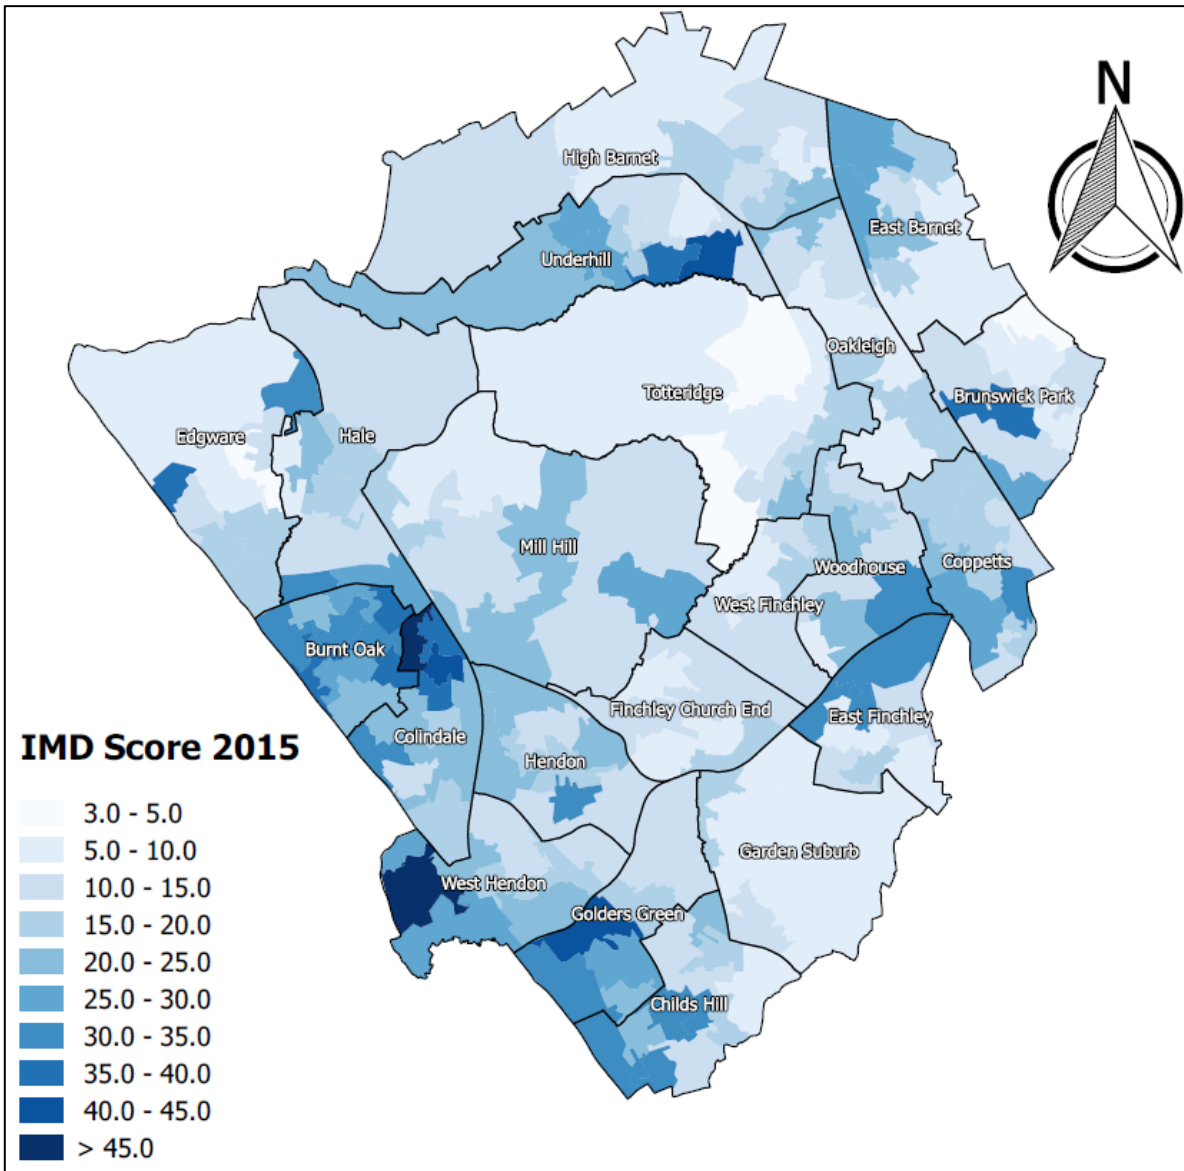 N
High Barnet
East Barnet
Underhill
Oakleigh
Totteridge
Brunswick Park
Edgware
Hale
Mill Hill
Woodhouse
Coppetts
West Finchley
Burnt Oak
Finchley Church End
East Finchley
Colindale
Hendon
Garden Suburb
West Hendon
Golders Green
Childs Hill
IMD Score 2015
3.0 - 5.0
5.0 - 10.0
10.0 - 15.0
15.0 - 20.0
20.0 - 25.0
25.0 - 30.0
30.0 - 35.0
35.0 - 40.0
40.0 - 45.0
> 45.0